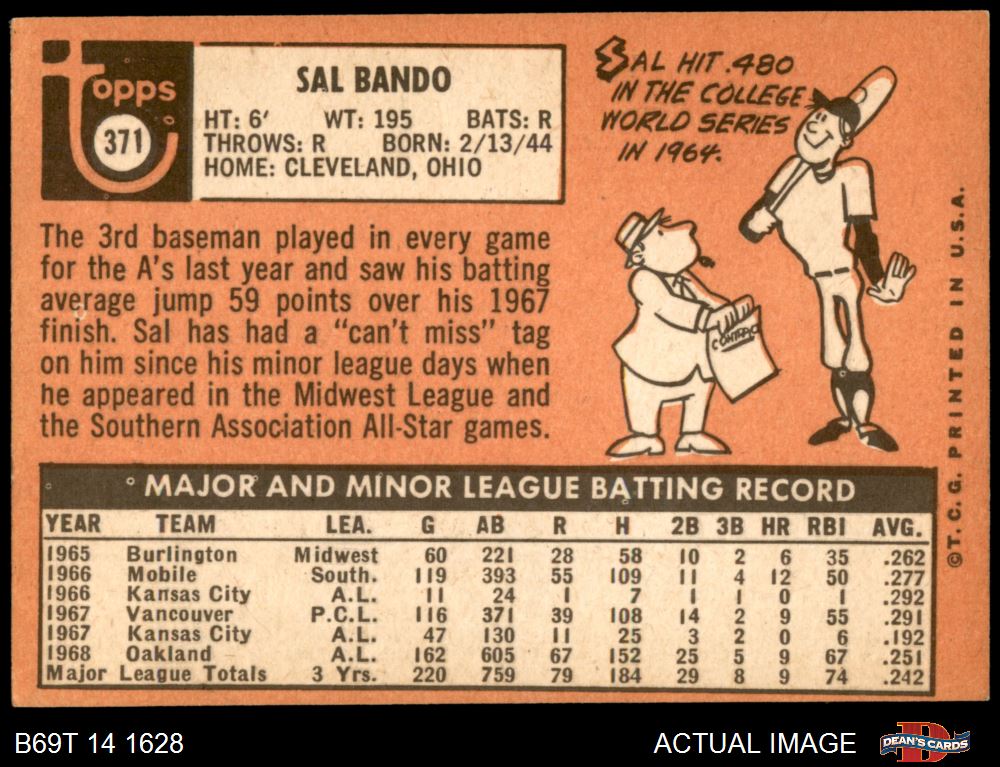 Topps
371
SAL BANDO
HT: 6' WT: 195 BATS: R
THROWS: R BORN: 2/13/44
HOME: CLEVELAND, OHIO
SAL HIT .480
IN THE COLLEGE
WORLD SERIES
IN 1964.
CONTRAC
The 3rd baseman played in every game
for the A's last year and saw his batting
average jump 59 points over his 1967
finish. Sal has had a "can't miss" tag
on him since his minor league days when
he appeared in the Midwest League and
the Southern Association All-Star games.
MAJOR AND MINOR LEAGUE BATTING RECORD
YEAR TEAM LEA. G AB R H 2B 3B HR RBI AVG.
1965 Burlington Midwest 60 221 28 58 10 2 6 35 .262
1966 Mobile South. 119 393 55 109 11 4 12 50 .277
1966 Kansas City A.L. 11 24 1 7 1 1 0 1 .292
1967 Vancouver P.C.L. 116 371 39 108 14 2 9 55 .291
1967 Kansas City A.L. 47 130 11 25 3 2 0 6 .192
1968 Oakland A.L. 162 605 67 152 25 5 9 67 .251
Major League Totals 3 Yrs. 220 759 79 184 29 8 9 74 .242
©T. C. G. PRINTED IN U.S.A.
B69T 14 1628
ACTUAL IMAGE
D
DEAN'S CARDS